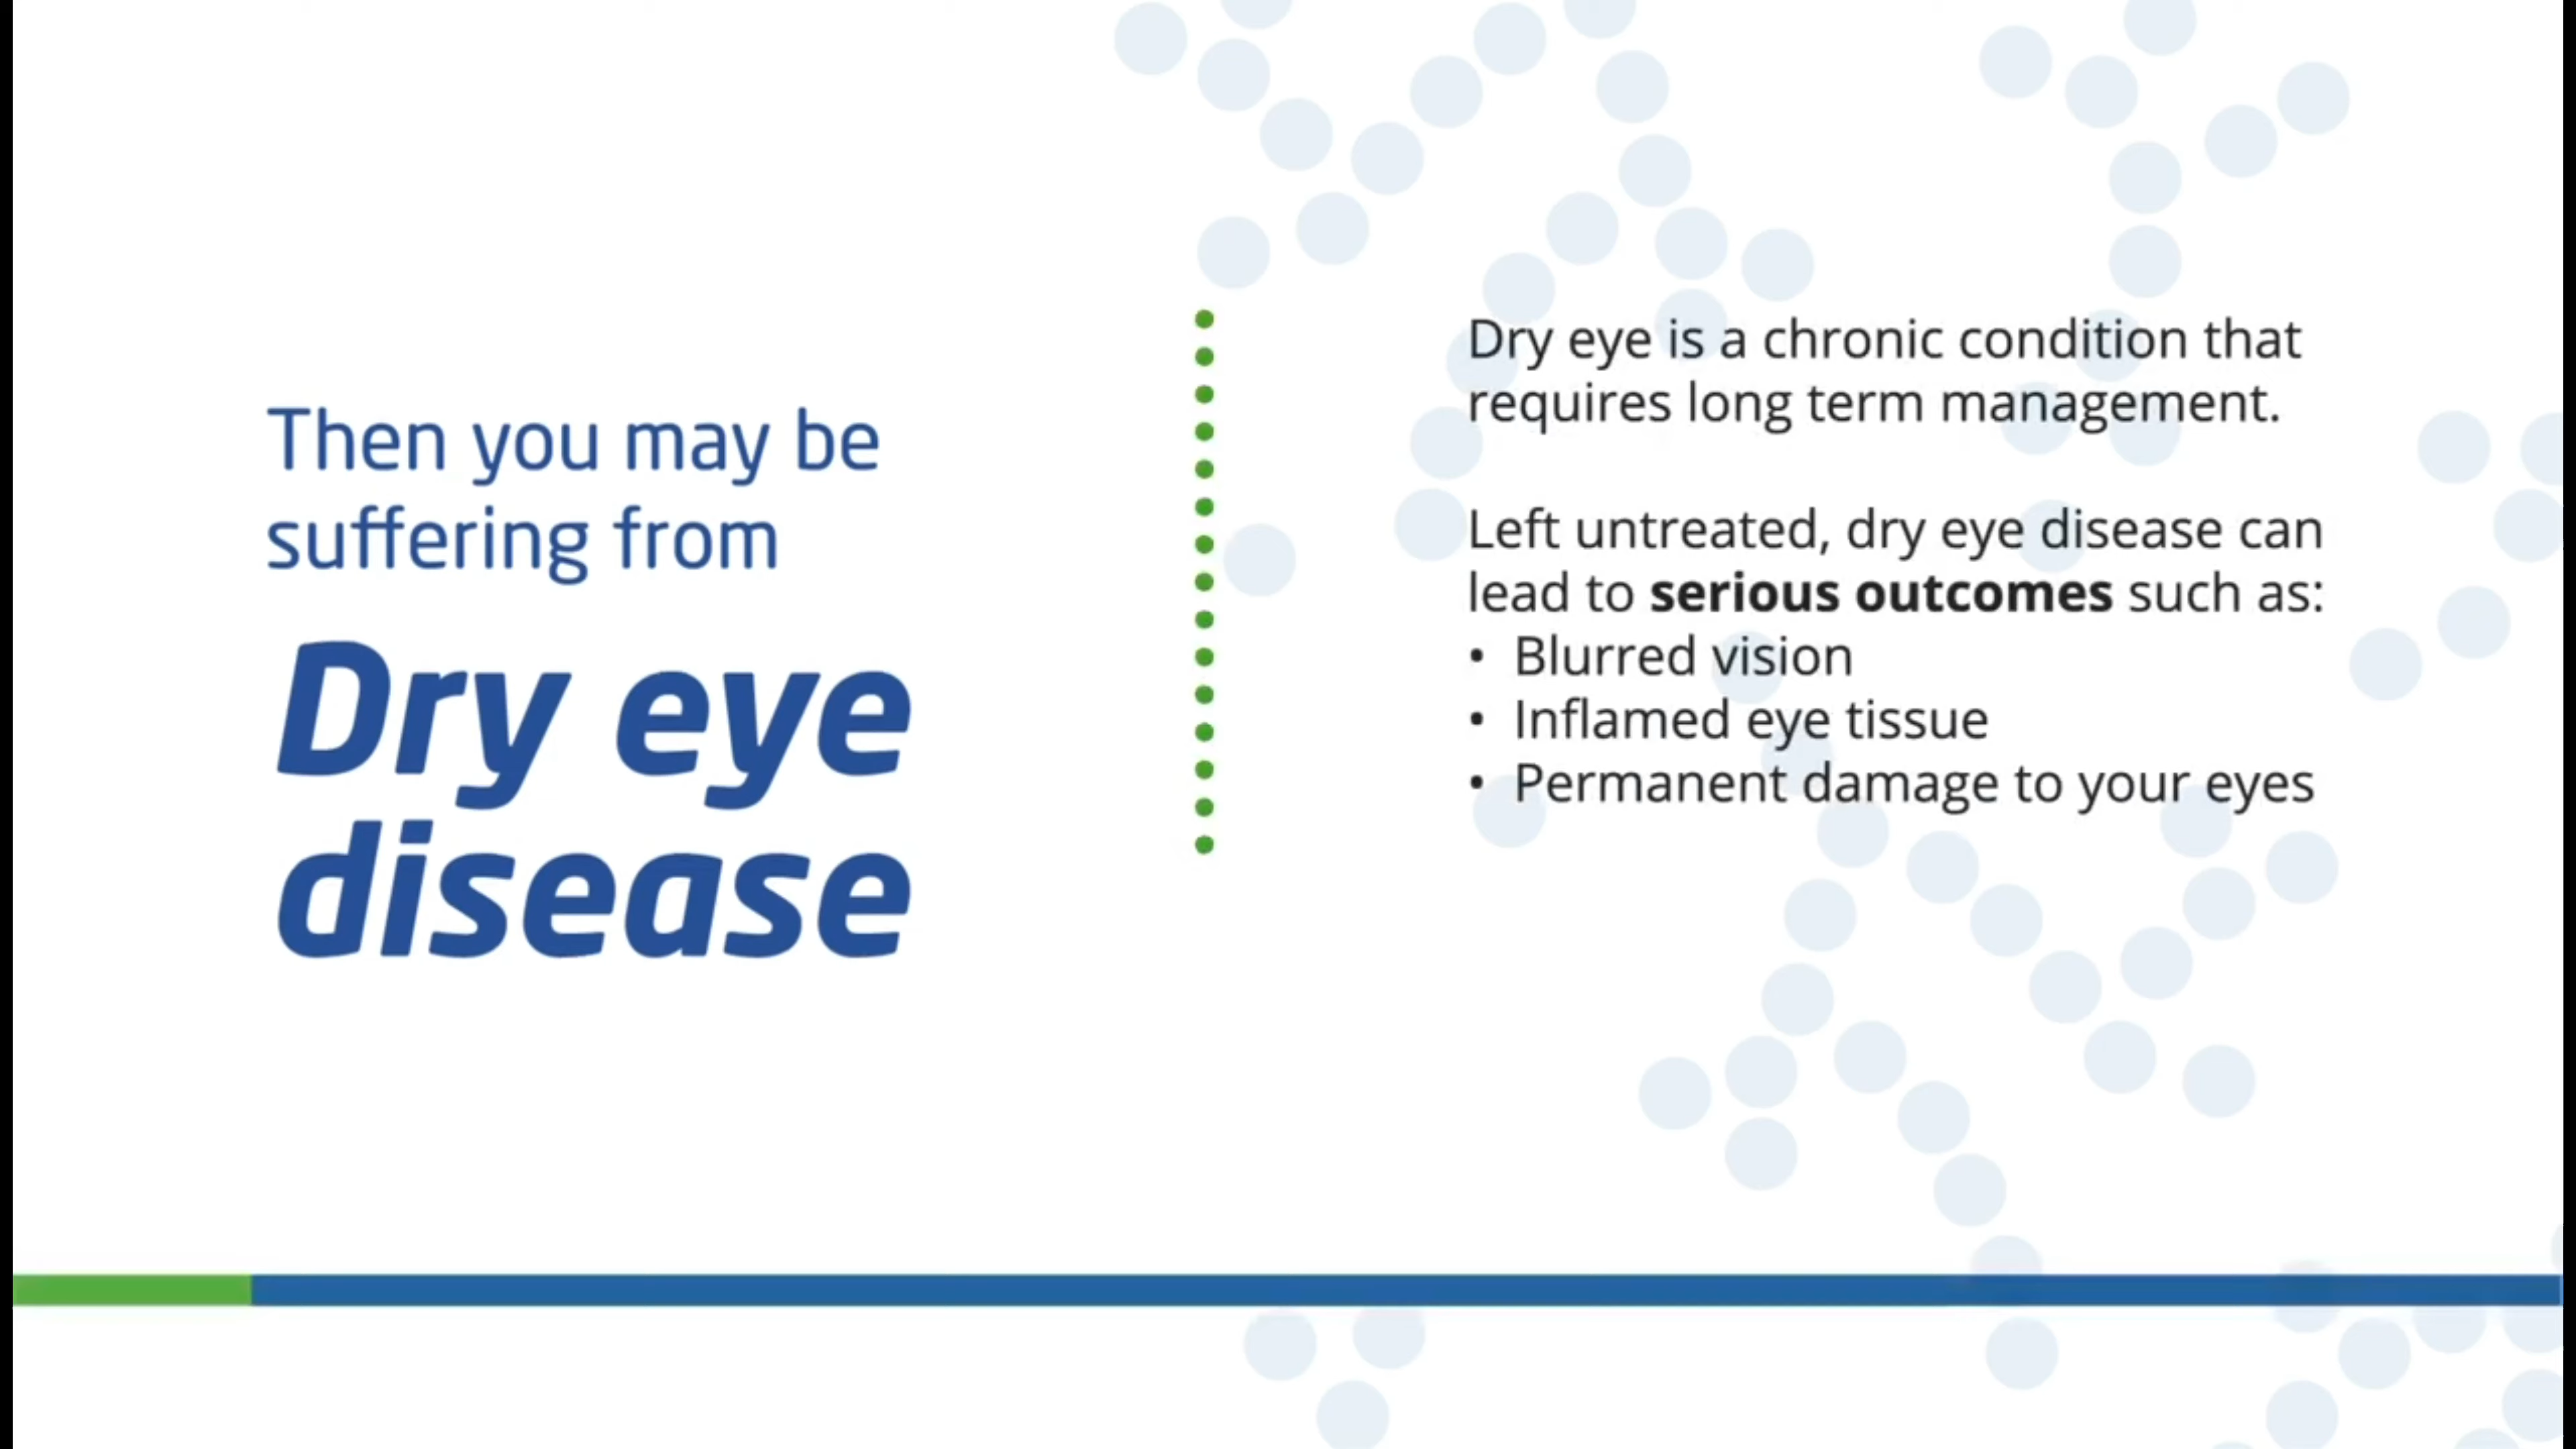 Then you may be
suffering from
Dry eye
disease
Dry eye is a chronic condition that
requires long term management.
Left untreated, dry eye disease can
lead to serious outcomes such as:
• Blurred vision
• Inflamed eye tissue
• Permanent damage to your eyes